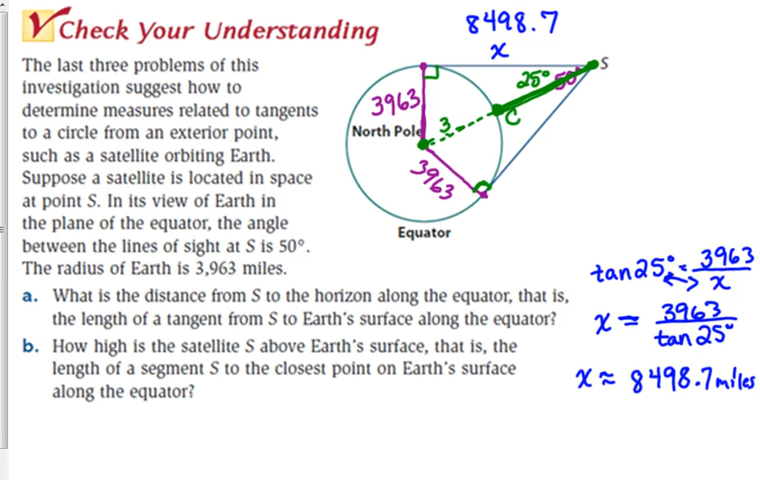 Check Your Understanding
The last three problems of this
investigation suggest how to
determine measures related to tangents
to a circle from an exterior point,
such as a satellite orbiting Earth.
Suppose a satellite is located in space
at point S. In its view of Earth in
the plane of the equator, the angle
between the lines of sight at S is 50°.
The radius of Earth is 3,963 miles.
a. What is the distance from S to the horizon along the equator, that is,
the length of a tangent from S to Earth's surface along the equator?
b. How high is the satellite S above Earth's surface, that is, the
length of a segment S to the closest point on Earth's surface
along the equator?
8498.7
x
S
25° 50°
3963
C
3
North Pole
3963
Equator
tan25° = 3963/x
x = 3963/tan25°
x ≈ 8498.7 miles